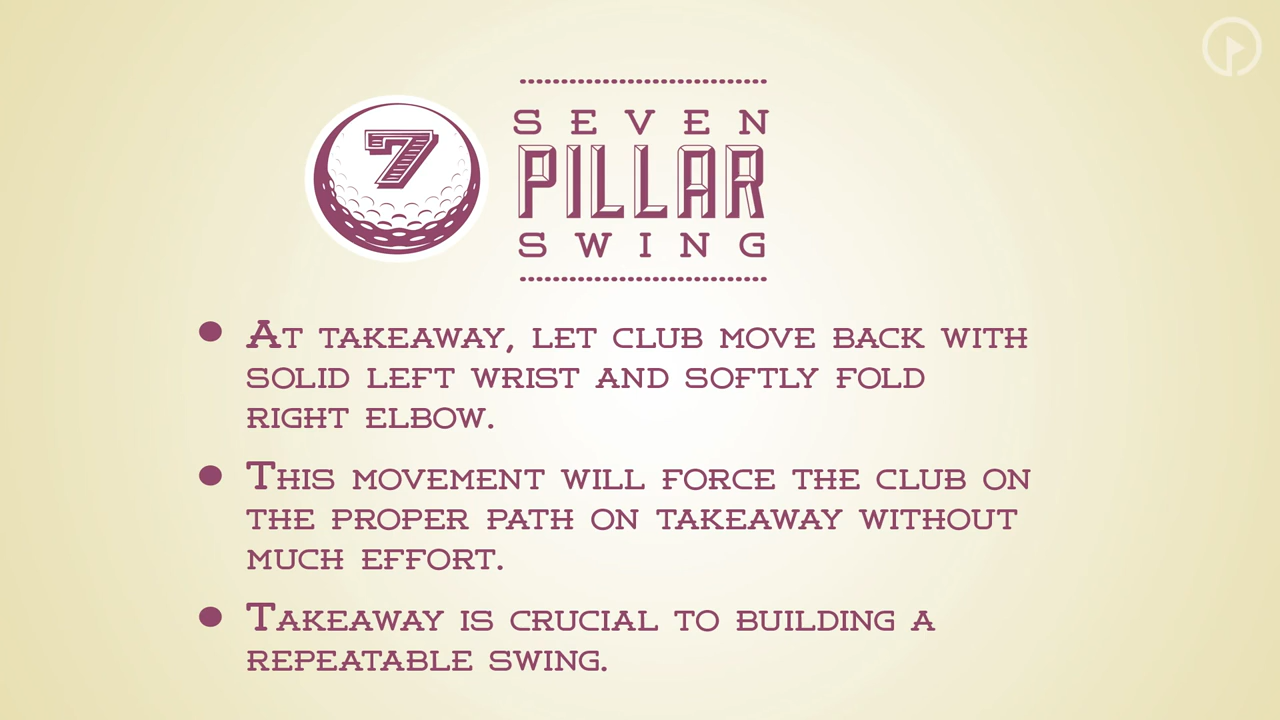 7
SEVEN
PILLAR
SWING
At takeaway, let club move back with
solid left wrist and softly fold
right elbow.
This movement will force the club on
the proper path on takeaway without
much effort.
Takeaway is crucial to building a
repeatable swing.